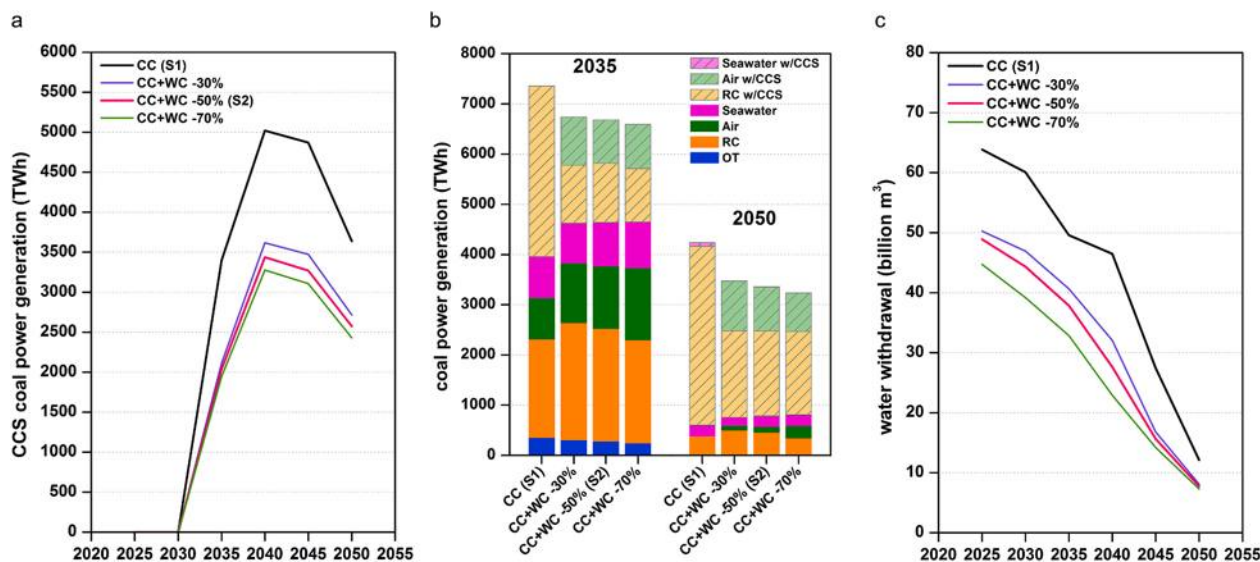 a
CCS coal power generation (TWh)
6000
5500
5000
4500
4000
3500
3000
2500
2000
1500
1000
500
0
2020 2025 2030 2035 2040 2045 2050 2055
CC (S1)
CC+WC -30%
CC+WC -50% (S2)
CC+WC -70%
b
coal power generation (TWh)
8000
7000
6000
5000
4000
3000
2000
1000
0
2035
2050
Seawater w/CCS
Air w/CCS
RC w/CCS
Seawater
Air
RC
OT
CC (S1)
CC+WC -30%
CC+WC -50% (S2)
CC+WC -70%
CC (S1)
CC+WC -30%
CC+WC -50% (S2)
CC+WC -70%
c
water withdrawal (billion m³)
80
70
60
50
40
30
20
10
0
2020 2025 2030 2035 2040 2045 2050 2055
CC (S1)
CC+WC -30%
CC+WC -50%
CC+WC -70%